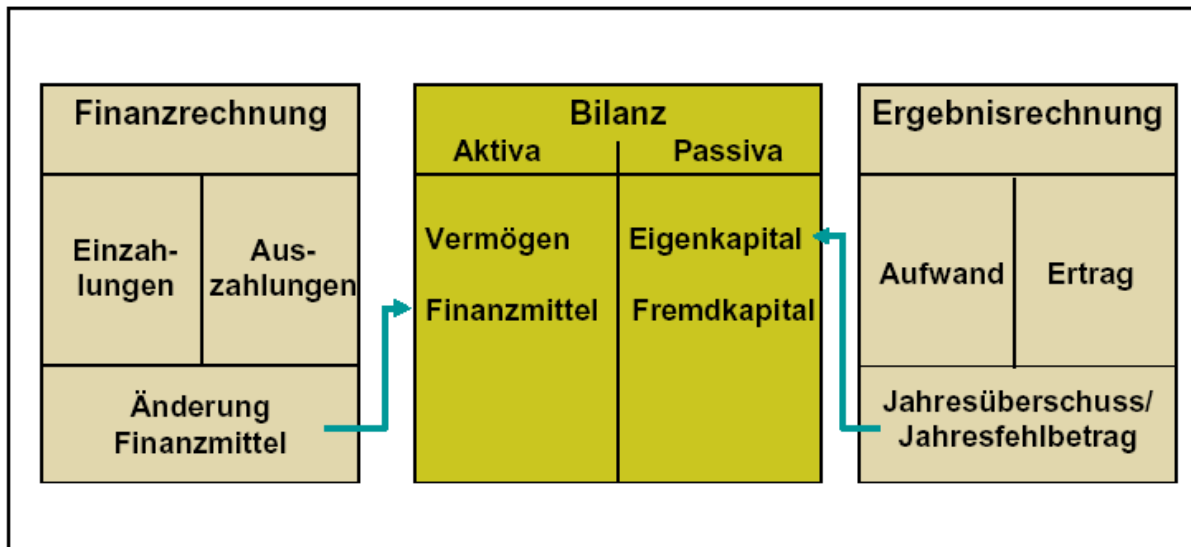 Finanzrechnung
Einzah-
lungen
Aus-
zahlungen
Änderung
Finanzmittel
Bilanz
Aktiva
Passiva
Vermögen
Eigenkapital
Finanzmittel
Fremdkapital
Ergebnisrechnung
Aufwand
Ertrag
Jahresüberschuss/
Jahresfehlbetrag